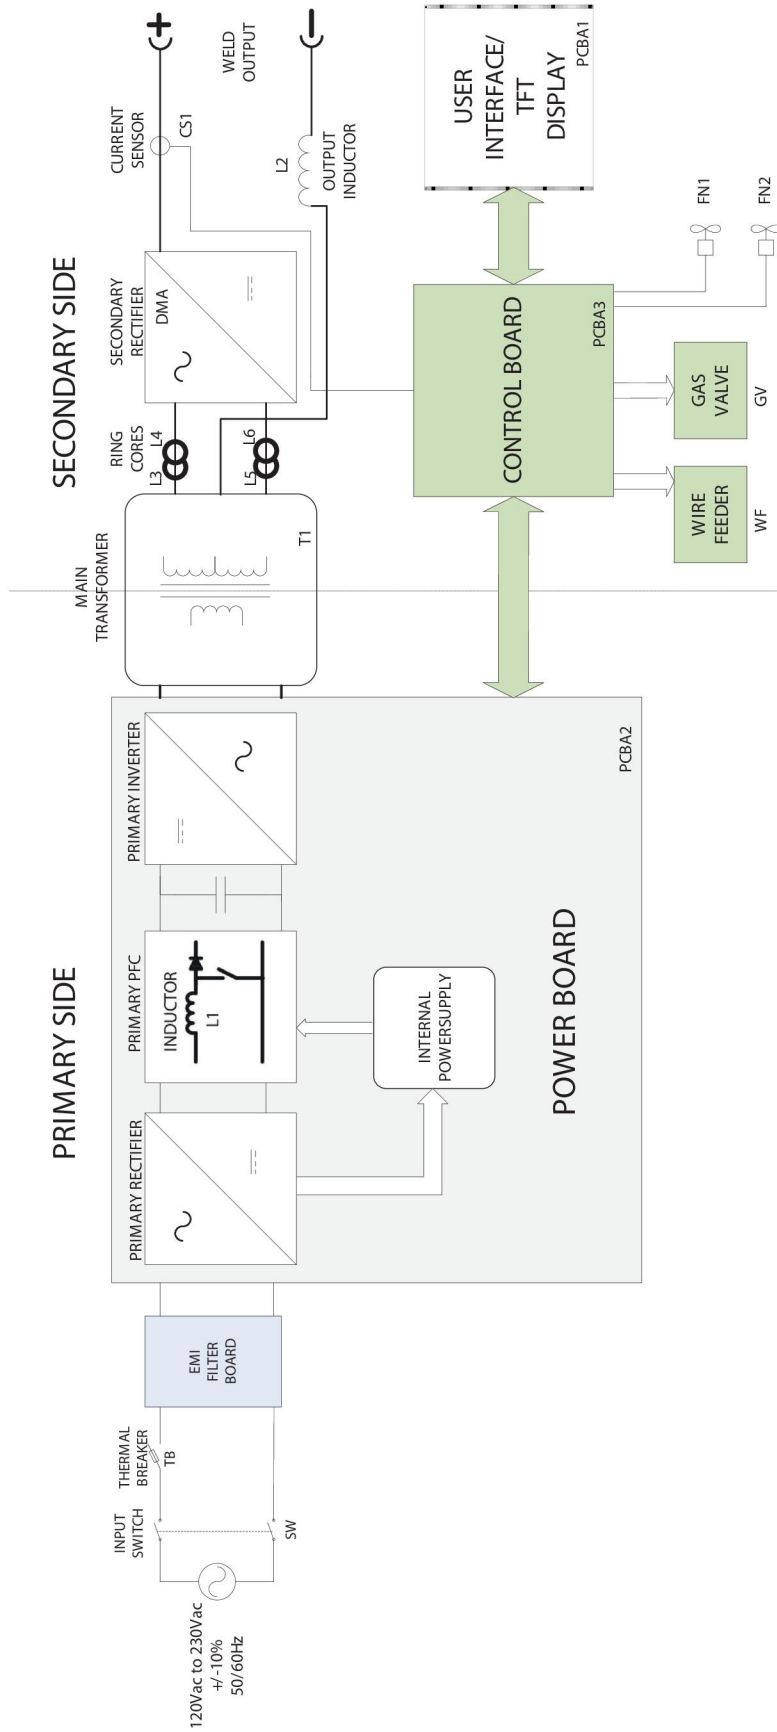 PRIMARY SIDE
SECONDARY SIDE
120Vac to 230Vac
+/-10%
50/60Hz
INPUT
SWITCH
SW
THERMAL
BREAKER
TB
EMI
FILTER
BOARD
PRIMARY RECTIFIER
PRIMARY PFC
INDUCTOR
L1
PRIMARY INVERTER
INTERNAL
POWERSUPPLY
POWER BOARD
PCBA2
MAIN
TRANSFORMER
T1
RING
CORES
L3
L4
L5
L6
SECONDARY
RECTIFIER
DMA
CURRENT
SENSOR
CS1
L2
OUTPUT
INDUCTOR
WELD
OUTPUT
+
−
CONTROL BOARD
PCBA3
USER
INTERFACE/
TFT
DISPLAY
PCBA1
WIRE
FEEDER
WF
GAS
VALVE
GV
FN1
FN2